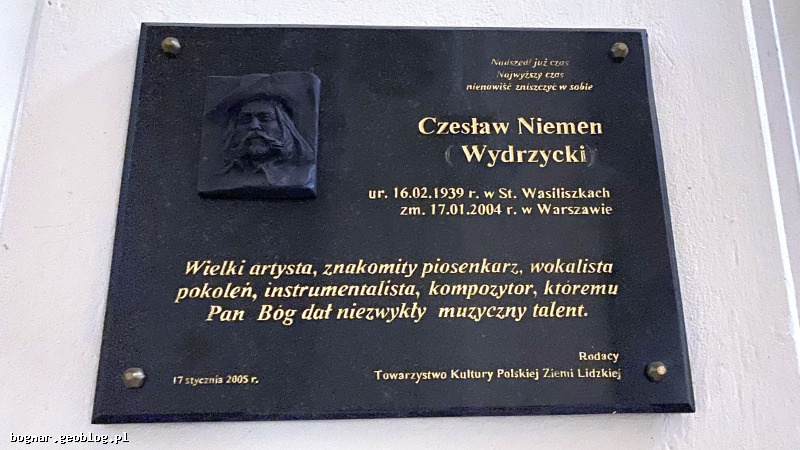 Nadszedł już czas
Najwyższy czas
nienawiść zniszczyć w sobie
Czesław Niemen
( Wydrzycki)
ur. 16.02.1939 r. w St. Wasiliszkach
zm. 17.01.2004 r. w Warszawie
Wielki artysta, znakomity piosenkarz, wokalista
pokoleń, instrumentalista, kompozytor, któremu
Pan Bóg dał niezwykły muzyczny talent.
Rodacy
17 stycznia 2005 r.
Towarzystwo Kultury Polskiej Ziemi Lidzkiej
bognar.geoblog.pl